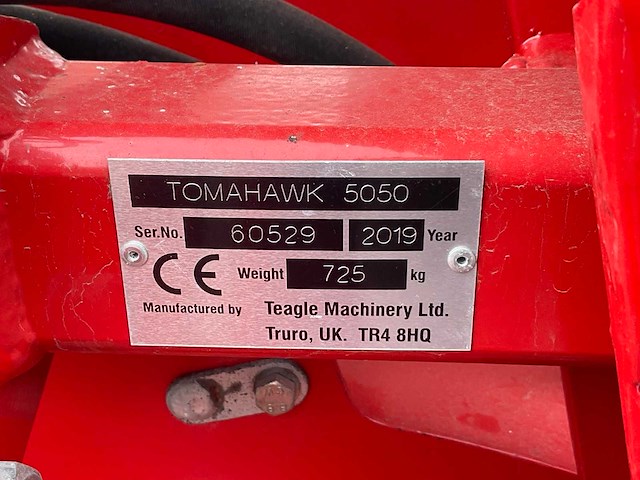 TOMAHAWK 5050
Ser.No. 60529 2019 Year
CE Weight 725 kg
Manufactured by Teagle Machinery Ltd.
Truro, UK. TR4 8HQ